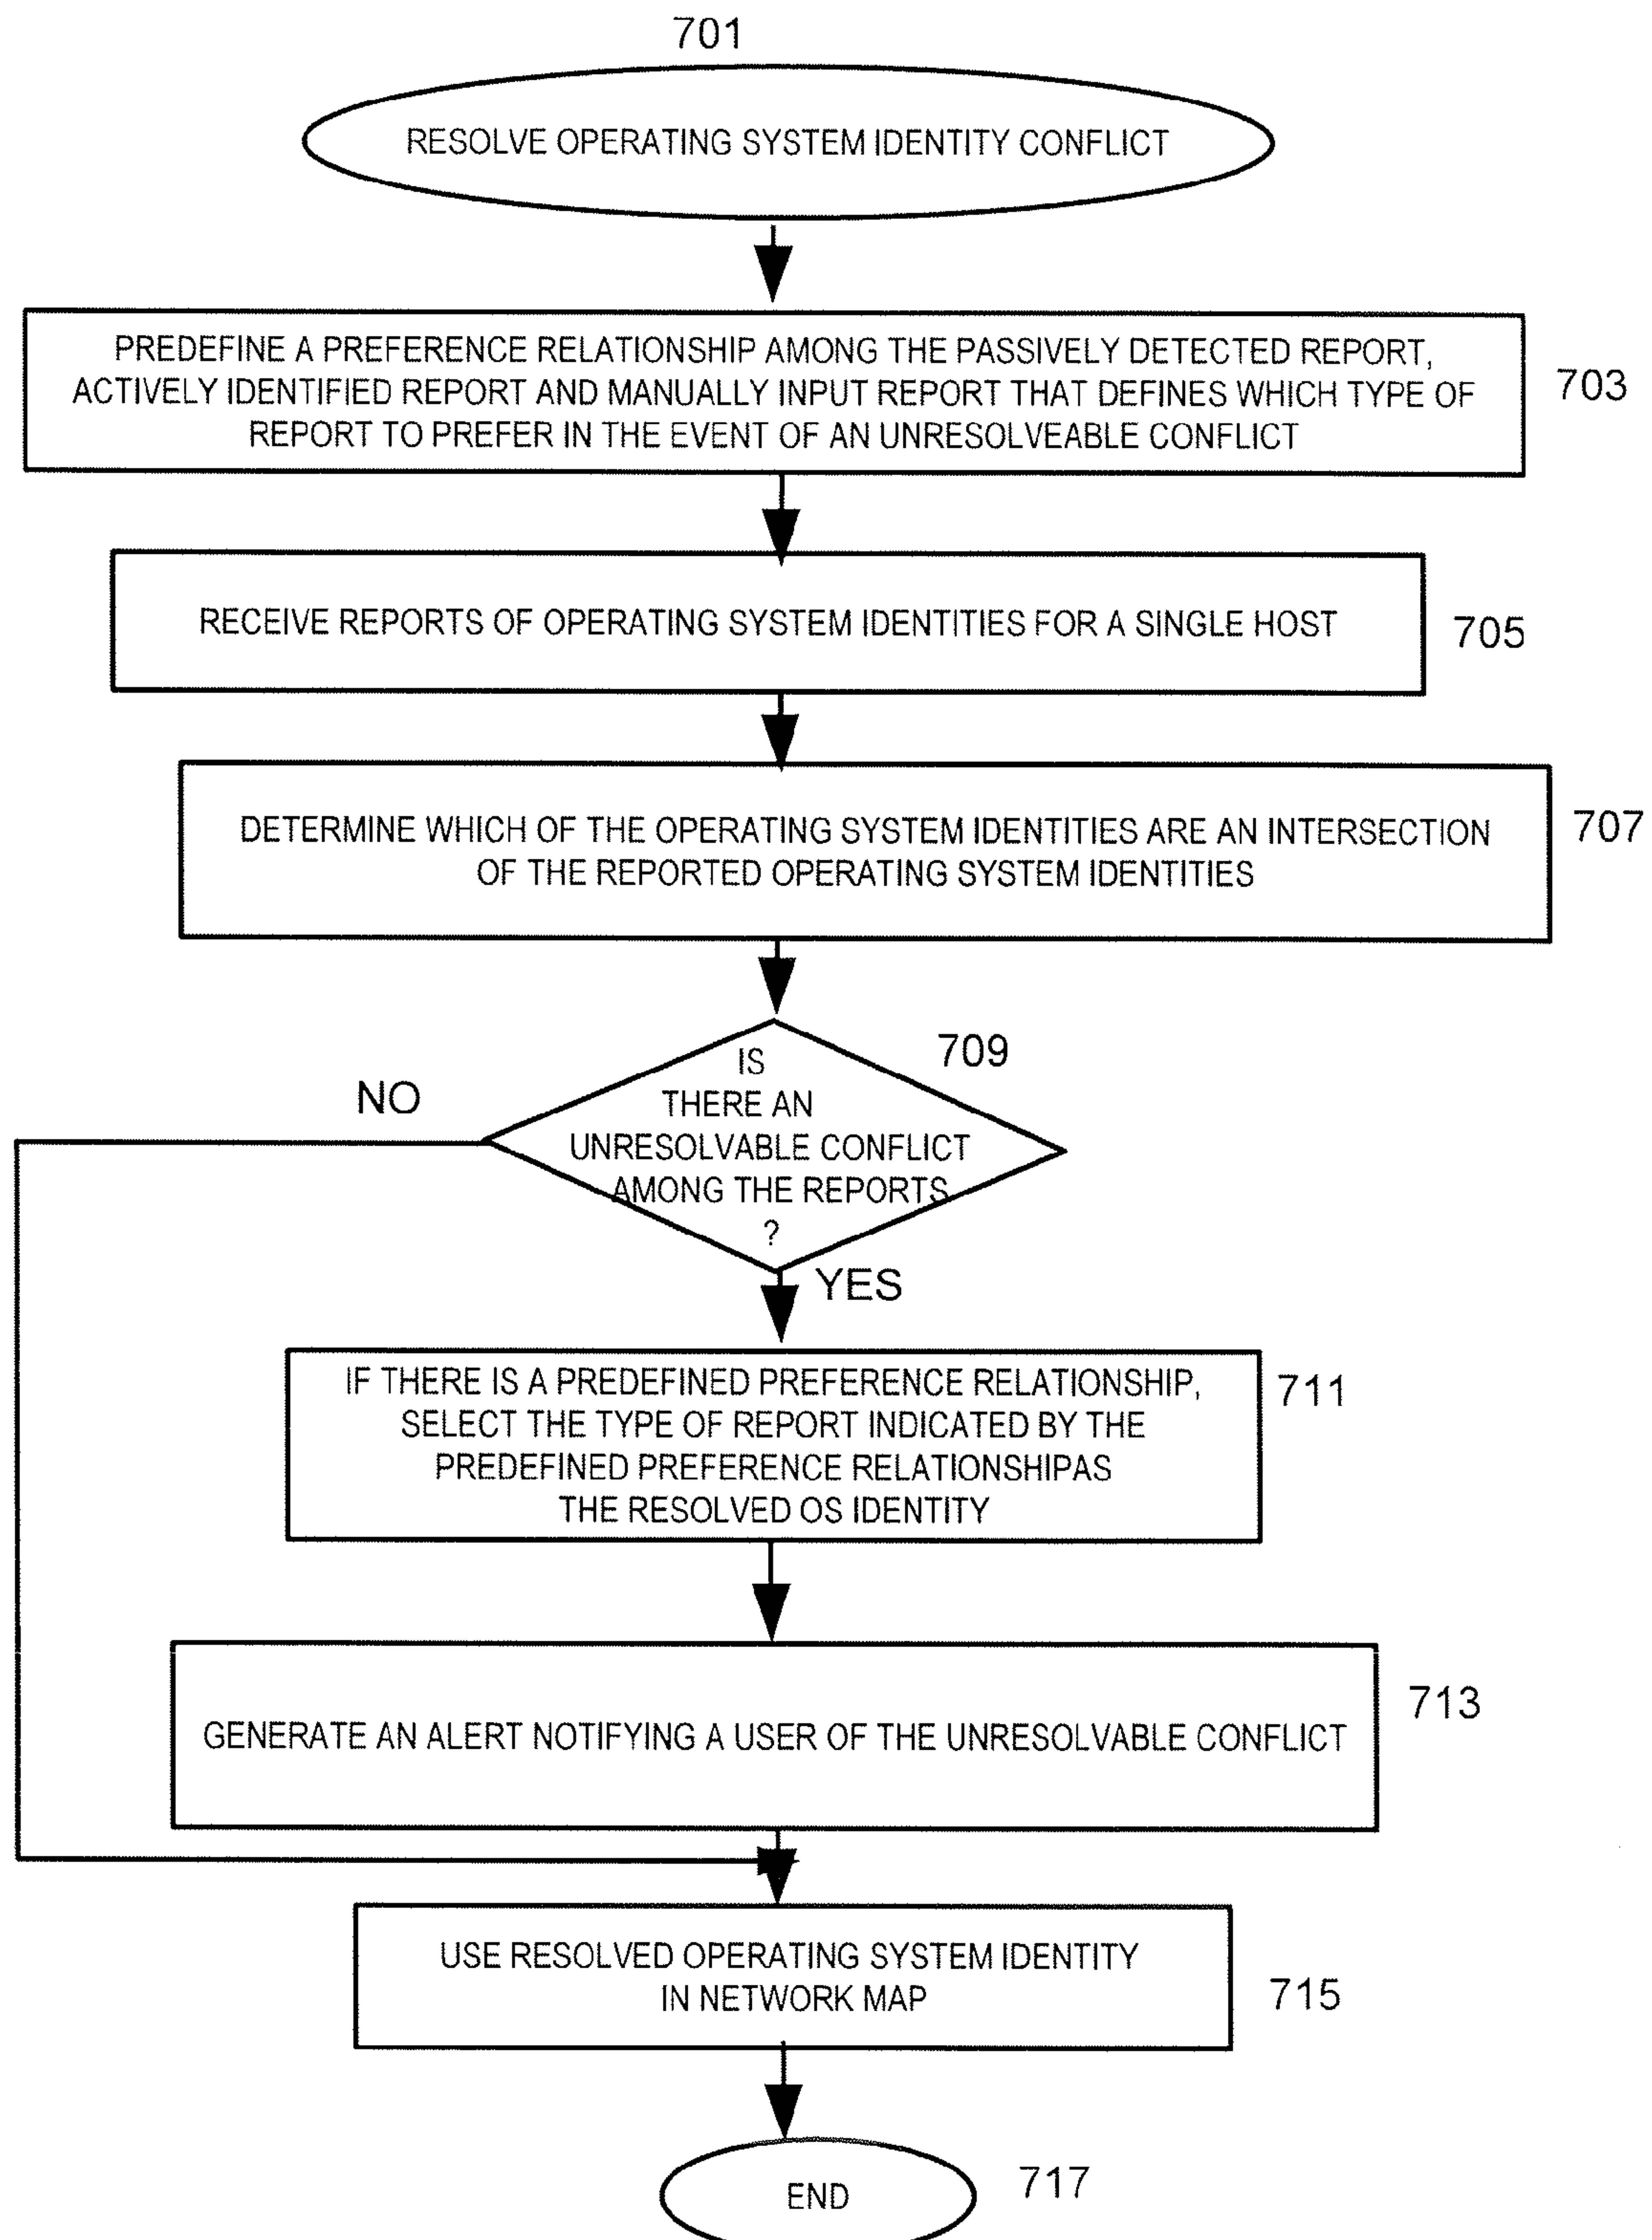 701
RESOLVE OPERATING SYSTEM IDENTITY CONFLICT
PREDEFINE A PREFERENCE RELATIONSHIP AMONG THE PASSIVELY DETECTED REPORT,
ACTIVELY IDENTIFIED REPORT AND MANUALLY INPUT REPORT THAT DEFINES WHICH TYPE OF
REPORT TO PREFER IN THE EVENT OF AN UNRESOLVEABLE CONFLICT
703
RECEIVE REPORTS OF OPERATING SYSTEM IDENTITIES FOR A SINGLE HOST
705
DETERMINE WHICH OF THE OPERATING SYSTEM IDENTITIES ARE AN INTERSECTION
OF THE REPORTED OPERATING SYSTEM IDENTITIES
707
709
IS
THERE AN
UNRESOLVABLE CONFLICT
AMONG THE REPORTS
?
NO
YES
IF THERE IS A PREDEFINED PREFERENCE RELATIONSHIP,
SELECT THE TYPE OF REPORT INDICATED BY THE
PREDEFINED PREFERENCE RELATIONSHIPAS
THE RESOLVED OS IDENTITY
711
GENERATE AN ALERT NOTIFYING A USER OF THE UNRESOLVABLE CONFLICT
713
USE RESOLVED OPERATING SYSTEM IDENTITY
IN NETWORK MAP
715
END
717